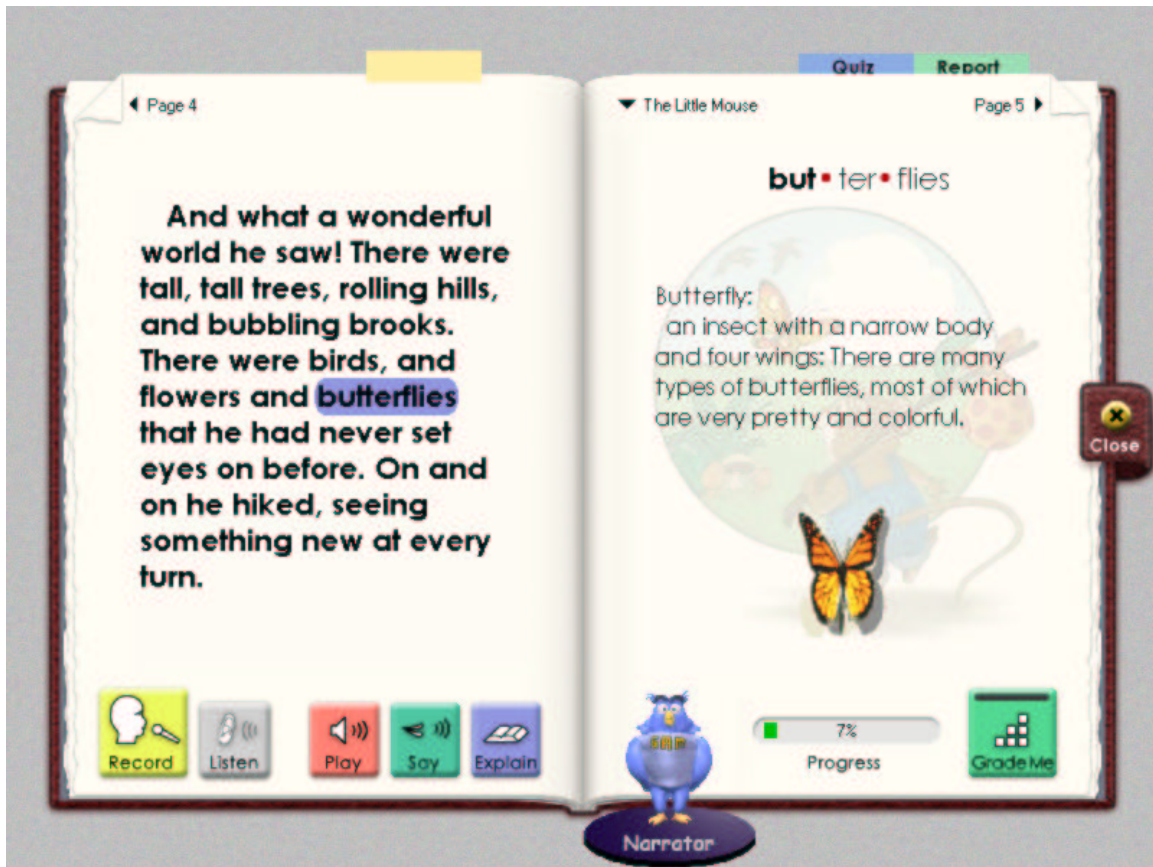 Quiz
Report
Page 4
The Little Mouse
Page 5
And what a wonderful
world he saw! There were
tall, tall trees, rolling hills,
and bubbling brooks.
There were birds, and
flowers and butterflies
that he had never set
eyes on before. On and
on he hiked, seeing
something new at every
turn.
but•ter•flies
Butterfly:
an insect with a narrow body
and four wings: There are many
types of butterflies, most of which
are very pretty and colorful.
Close
Record
Listen
Play
Say
Explain
7%
Progress
Grade Me
Narrator